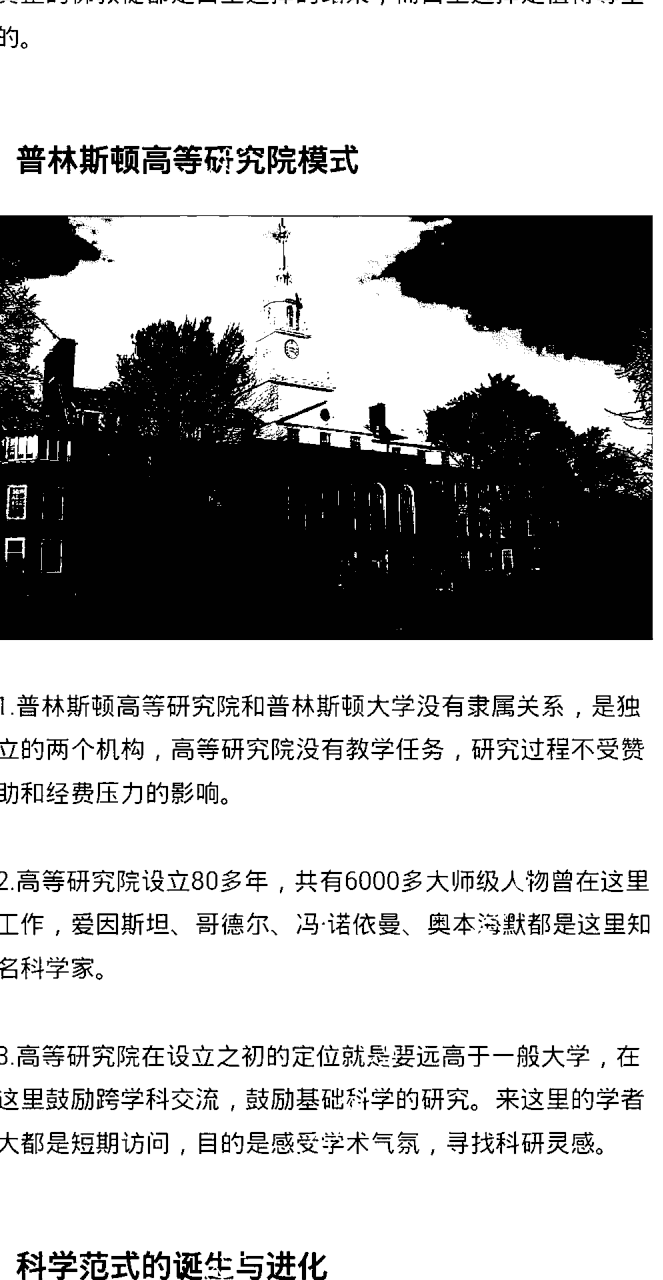 的。
普林斯顿高等研究院模式
1.普林斯顿高等研究院和普林斯顿大学没有隶属关系，是独
立的两个机构，高等研究院没有教学任务，研究过程不受赞
助和经费压力的影响。
2.高等研究院设立80多年，共有6000多大师级人物曾在这里
工作，爱因斯坦、哥德尔、冯·诺依曼、奥本海默都是这里知
名科学家。
3.高等研究院在设立之初的定位就是要远高于一般大学，在
这里鼓励跨学科交流，鼓励基础科学的研究。来这里的学者
大都是短期访问，目的是感受学术气氛，寻找科研灵感。
科学范式的诞生与进化